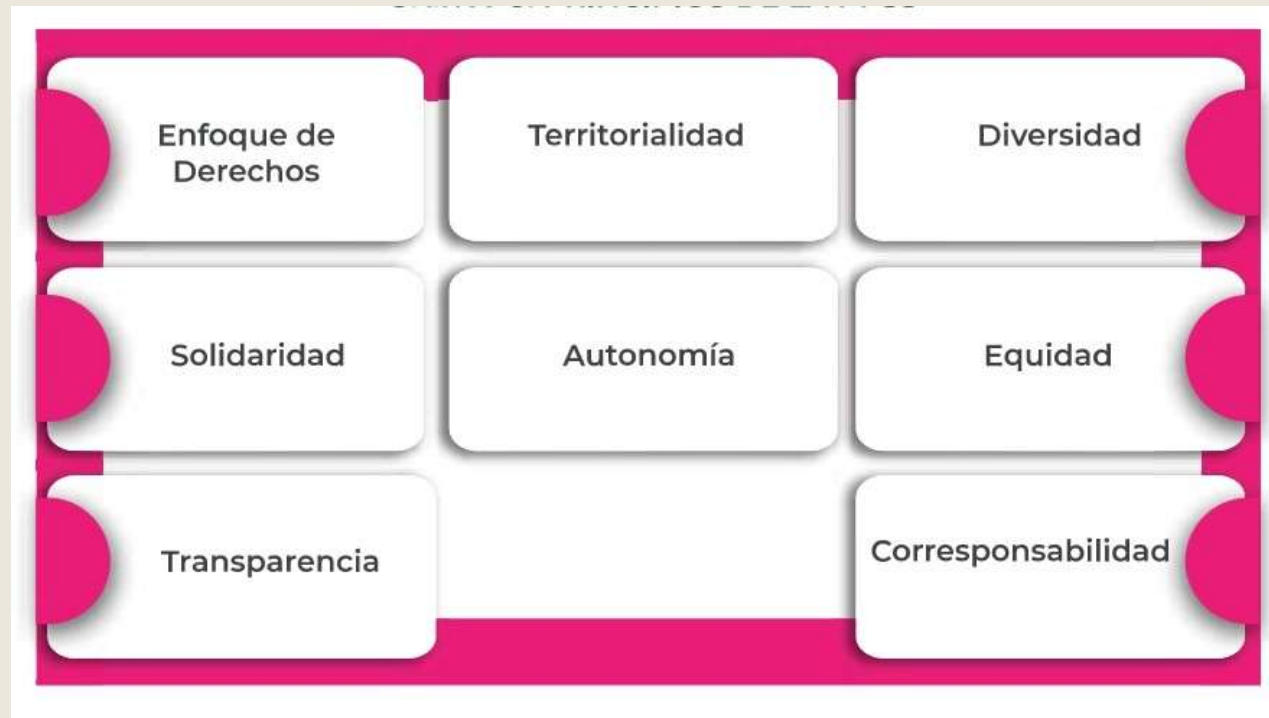 Enfoque de
Derechos
Territorialidad
Diversidad
Solidaridad
Autonomía
Equidad
Transparencia
Corresponsabilidad